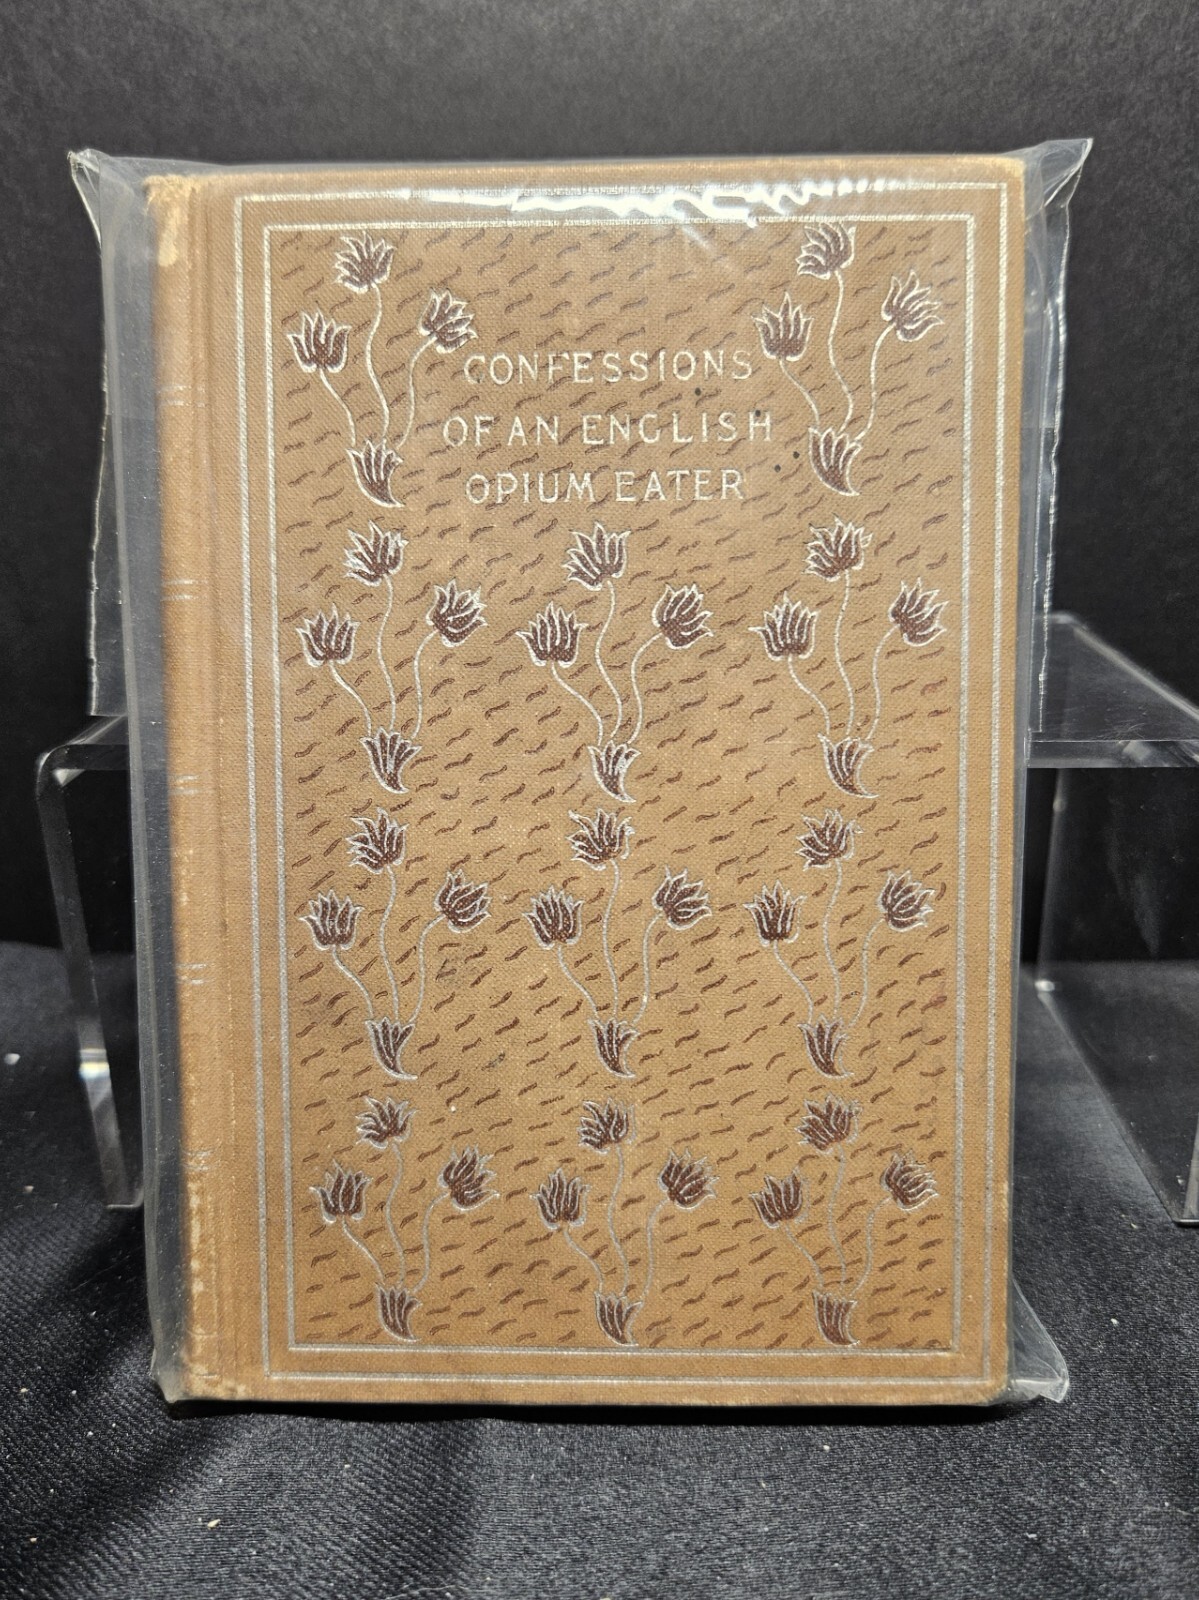 CONFESSIONS
OF AN ENGLISH
OPIUM EATER